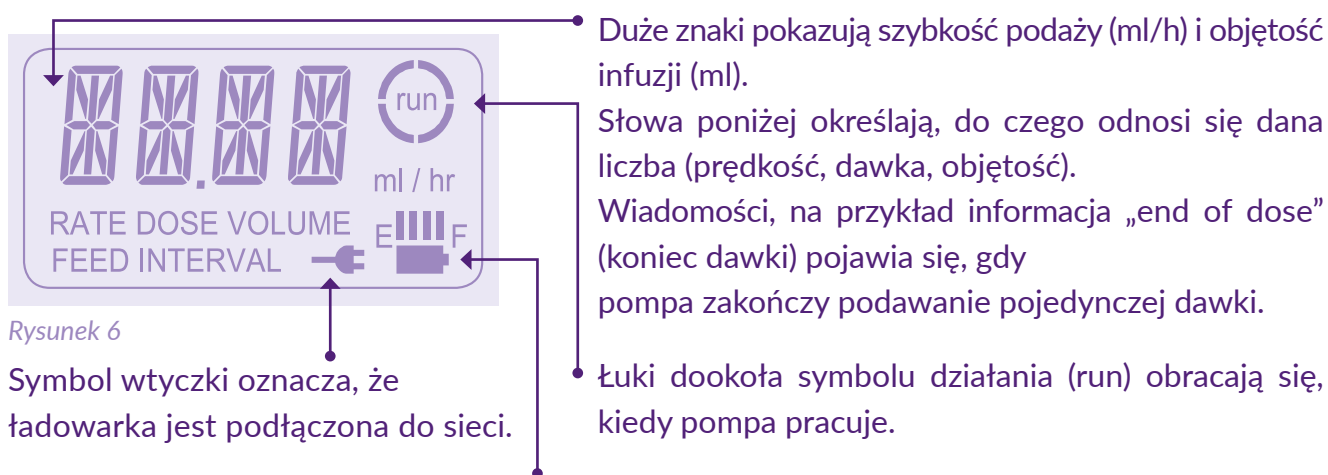 run
ml / hr
RATE DOSE VOLUME
E F
FEED INTERVAL
Rysunek 6
Symbol wtyczki oznacza, że
ładowarka jest podłączona do sieci.
Duże znaki pokazują szybkość podaży (ml/h) i objętość
infuzji (ml).
Słowa poniżej określają, do czego odnosi się dana
liczba (prędkość, dawka, objętość).
Wiadomości, na przykład informacja „end of dose”
(koniec dawki) pojawia się, gdy
pompa zakończy podawanie pojedynczej dawki.
Łuki dookoła symbolu działania (run) obracają się,
kiedy pompa pracuje.